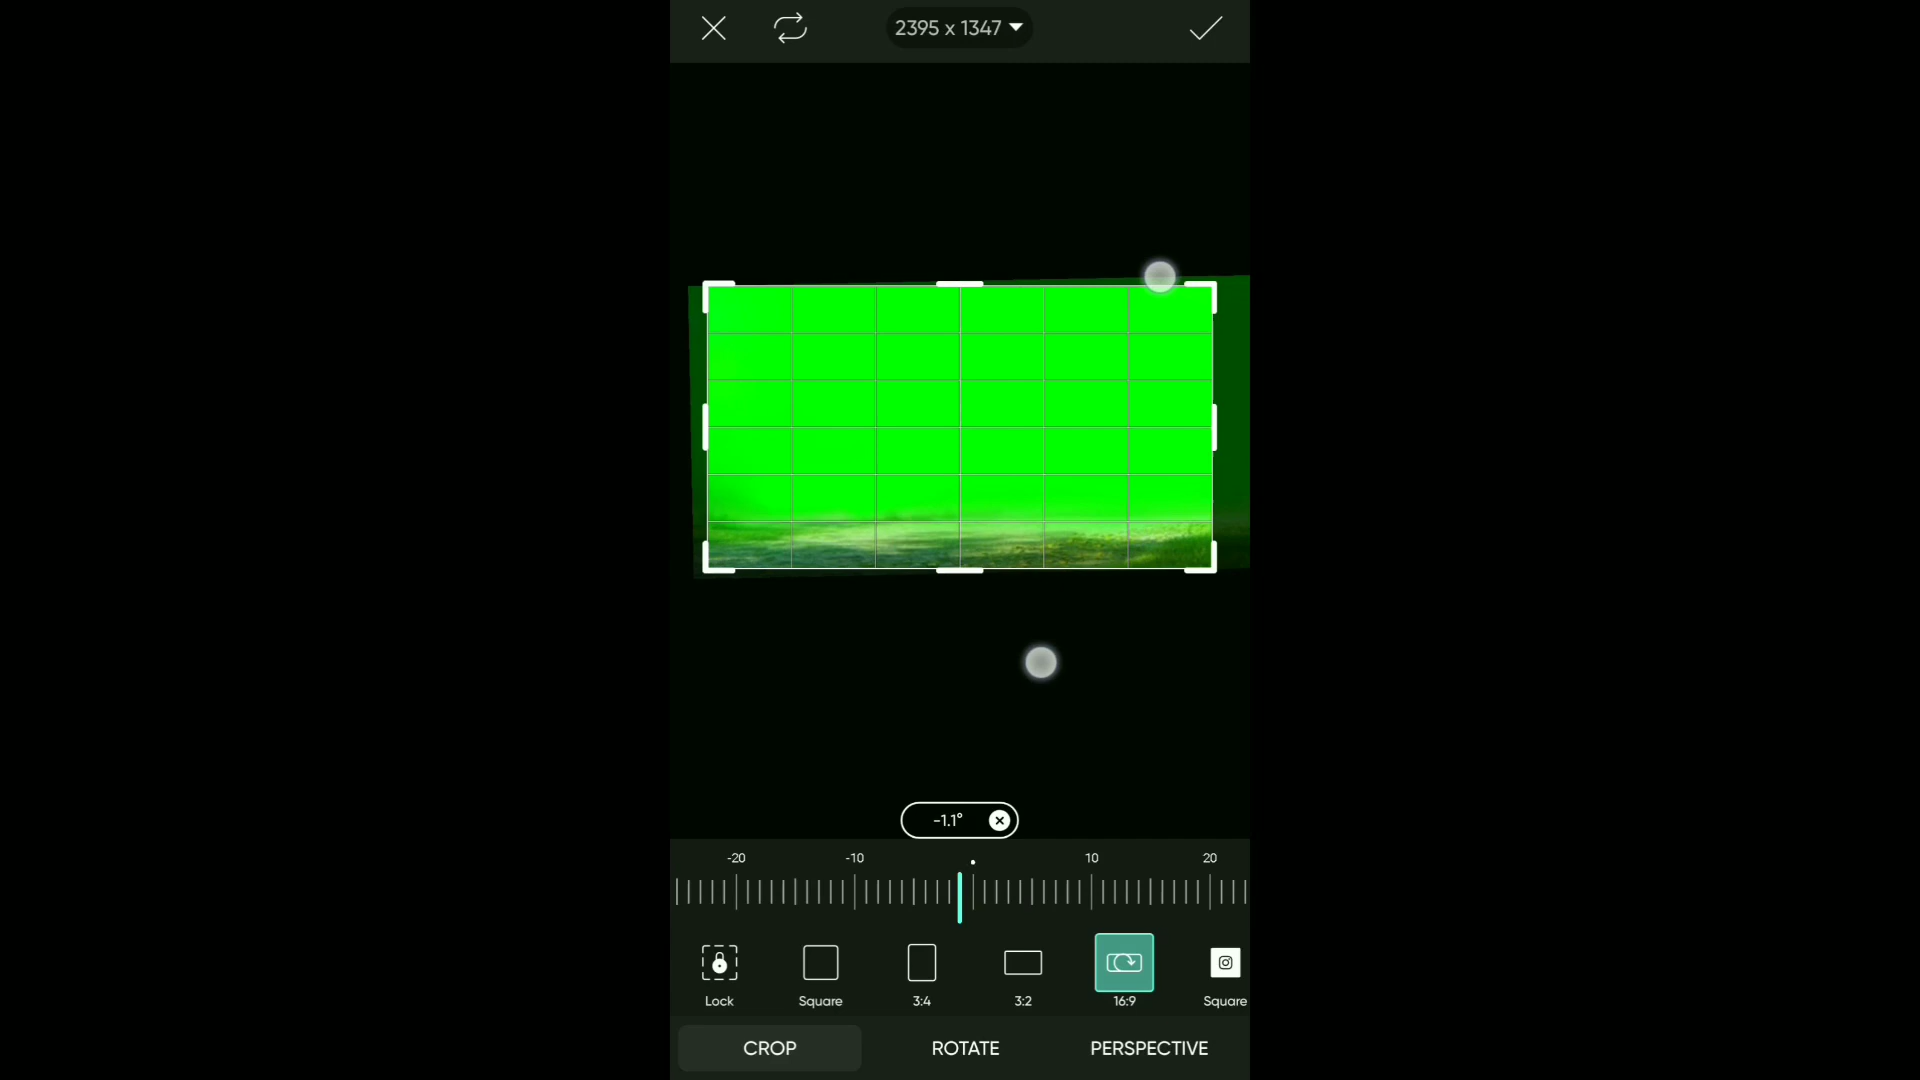 2395 x 1347
-1.1°
-20 -10 10 20
Lock Square 3:4 3:2 16:9 Square
CROP ROTATE PERSPECTIVE